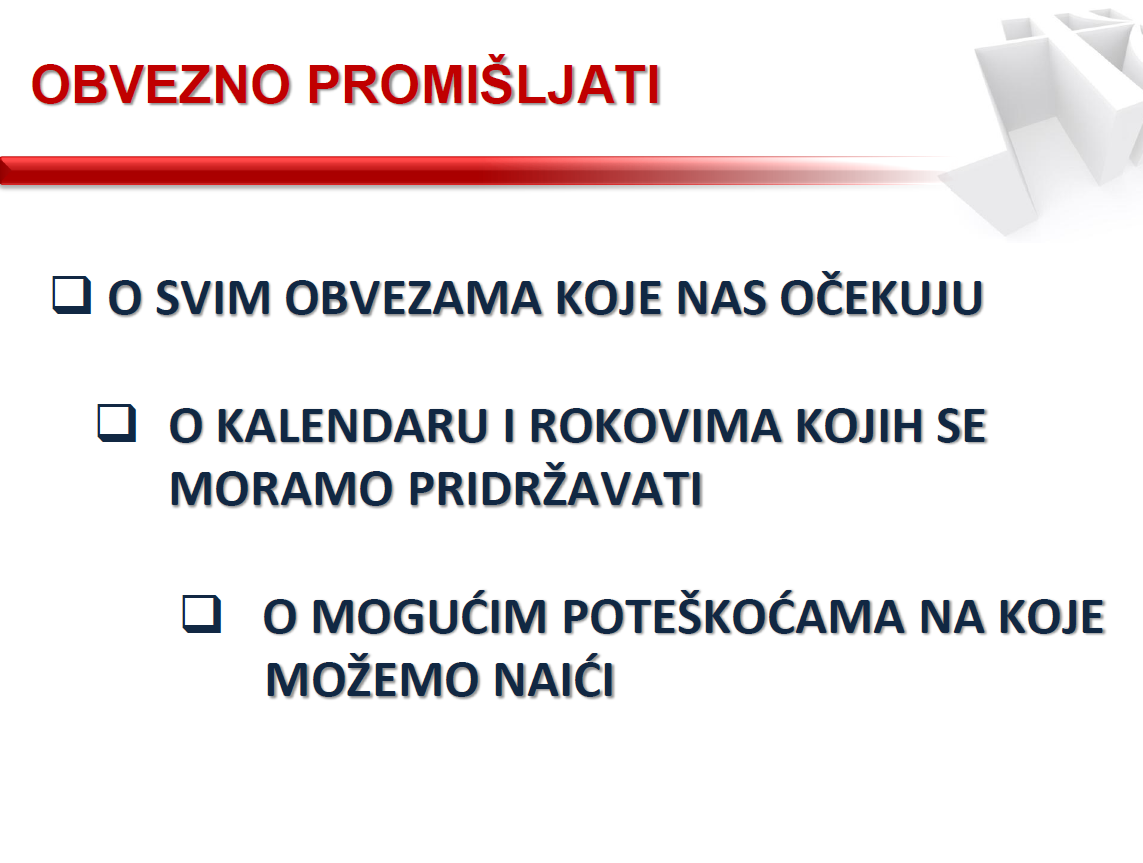 OBVEZNO PROMIŠLJATI
❑ O SVIM OBVEZAMA KOJE NAS OČEKUJU
❑ O KALENDARU I ROKOVIMA KOJIH SE
MORAMO PRIDRŽAVATI
❑ O MOGUĆIM POTEŠKOĆAMA NA KOJE
MOŽEMO NAIĆI